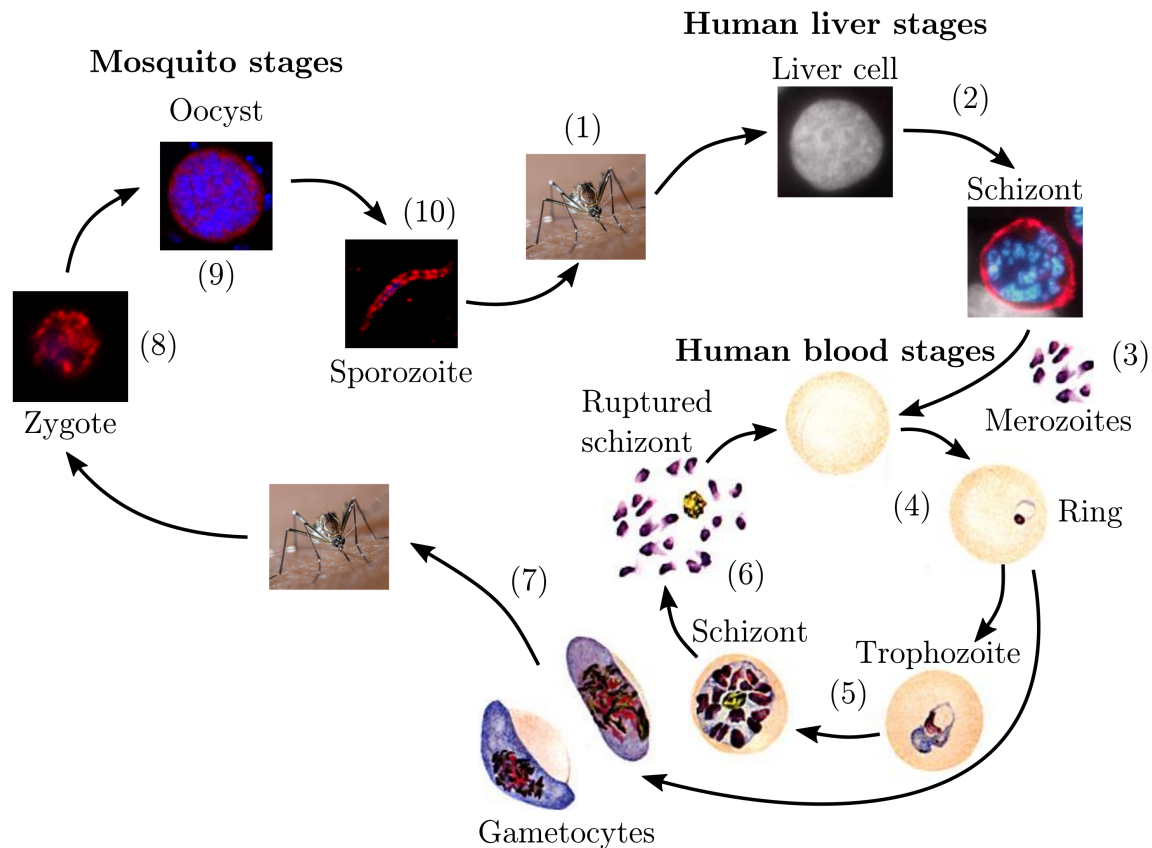 Human liver stages
Mosquito stages
Liver cell
Oocyst
(1)
(2)
Schizont
(10)
(9)
(8)
Sporozoite
Zygote
Human blood stages
(3)
Merozoites
Ruptured
schizont
(4)
Ring
(6)
(7)
Schizont
Trophozoite
(5)
Gametocytes